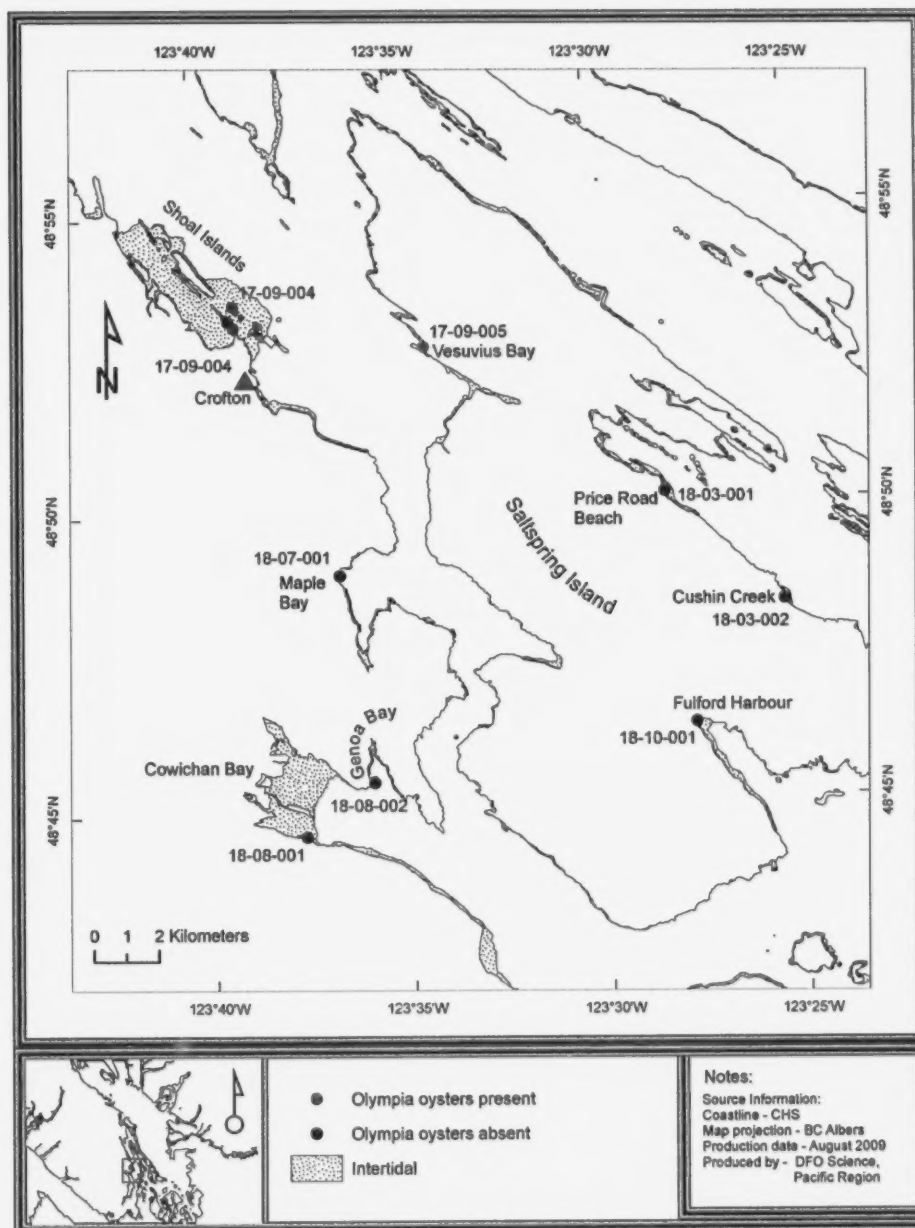 123°40'W 123°35'W 123°30'W 123°25'W
48°55'N
48°55'N
Shoal Islands
17-09-004
17-09-005
Vesuvius Bay
N
17-09-004
Crofton
48°50'N
48°50'N
Price Road
Beach
18-03-001
Saltspring Island
18-07-001
Maple
Bay
Cushin Creek
18-03-002
Fulford Harbour
18-10-001
Genoa Bay
Cowichan Bay
18-08-002
48°45'N
48°45'N
18-08-001
0 1 2 Kilometers
123°40'W 123°35'W 123°30'W 123°25'W
Olympia oysters present
Olympia oysters absent
Intertidal
Notes:
Source Information:
Coastline - CHS
Map projection - BC Albers
Production date - August 2009
Produced by - DFO Science,
Pacific Region